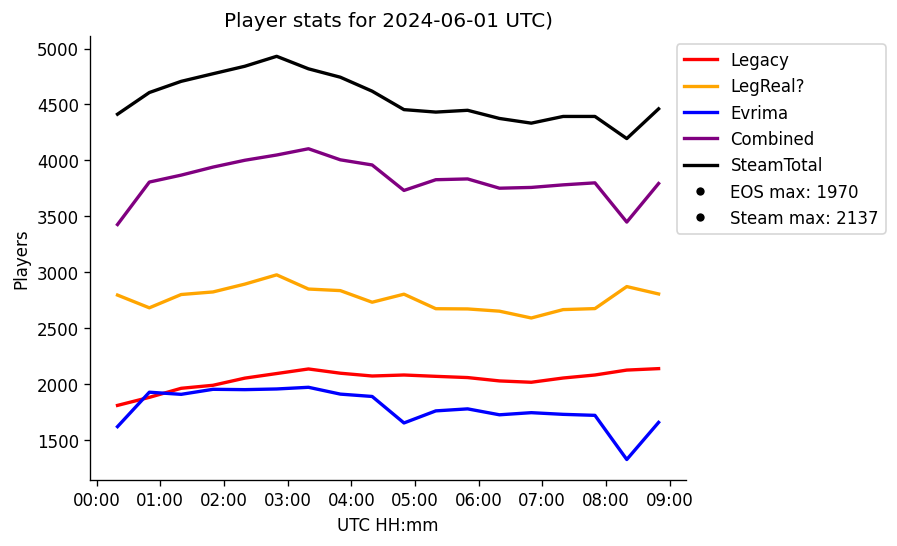 Player stats for 2024-06-01 UTC)
Players
5000
4500
4000
3500
3000
2500
2000
1500
00:00 01:00 02:00 03:00 04:00 05:00 06:00 07:00 08:00 09:00
UTC HH:mm
Legacy
LegReal?
Evrima
Combined
SteamTotal
EOS max: 1970
Steam max: 2137